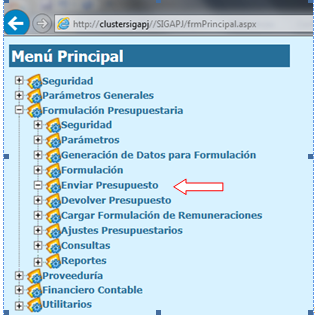 http://clustersigapj//SIGAPJ/frmPrincipal.aspx
Menú Principal
Seguridad
Parámetros Generales
Formulación Presupuestaria
Seguridad
Parámetros
Generación de Datos para Formulación
Formulación
Enviar Presupuesto
Devolver Presupuesto
Cargar Formulación de Remuneraciones
Ajustes Presupuestarios
Consultas
Reportes
Proveeduría
Financiero Contable
Utilitarios